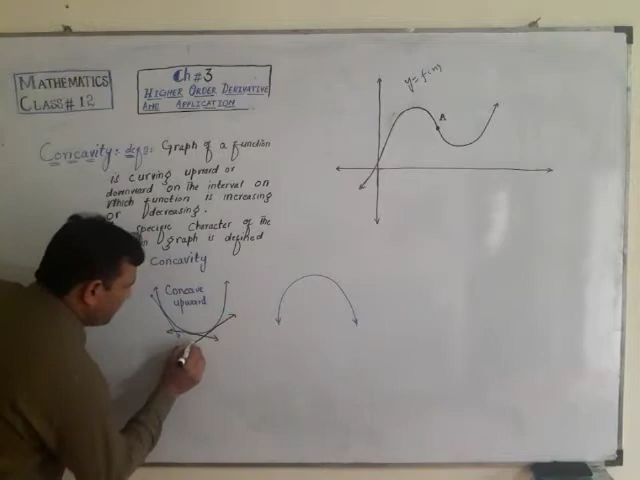 MATHEMATICS
CLASS # 12
Ch # 3
HIGHER ORDER DERIVATIVE
AND APPLICATION
Concavity: def: Graph of a function
is curving upward or
downward on the interval on
which function is increasing
or decreasing.
specific character of the
graph is defined
Concavity
Concave
upward
y = f(x)
A